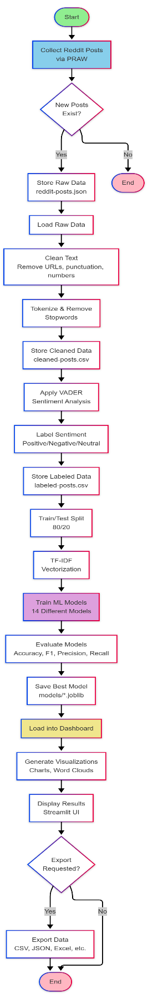 Start
Collect Reddit Posts
via PRAW
New Posts
Exist?
Yes
No
End
Store Raw Data
reddit-posts.json
Load Raw Data
Clean Text
Remove URLs, punctuation,
numbers
Tokenize & Remove
Stopwords
Store Cleaned Data
cleaned-posts.csv
Apply VADER
Sentiment Analysis
Label Sentiment
Positive/Negative/Neutral
Store Labeled Data
labeled-posts.csv
Train/Test Split
80/20
TF-IDF
Vectorization
Train ML Models
14 Different Models
Evaluate Models
Accuracy, F1, Precision, Recall
Save Best Model
models/*.joblib
Load into Dashboard
Generate Visualizations
Charts, Word Clouds
Display Results
Streamlit UI
Export
Requested?
Yes
No
Export Data
CSV, JSON, Excel, etc.
End